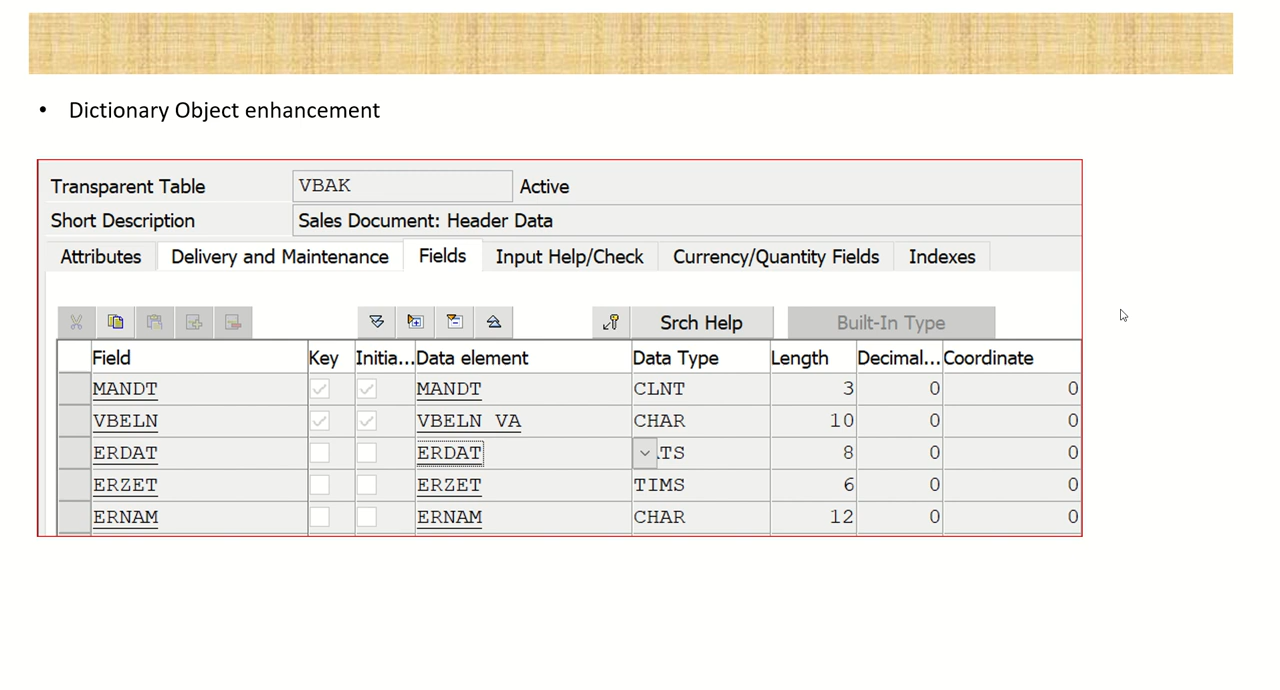 • Dictionary Object enhancement
Transparent Table VBAK Active
Short Description Sales Document: Header Data
Attributes Delivery and Maintenance Fields Input Help/Check Currency/Quantity Fields Indexes
Srch Help Built-In Type
Field Key Initia... Data element Data Type Length Decimal... Coordinate
MANDT MANDT CLNT 3 0 0
VBELN VBELN_VA CHAR 10 0 0
ERDAT ERDAT ATS 8 0 0
ERZET ERZET TIMS 6 0 0
ERNAM ERNAM CHAR 12 0 0